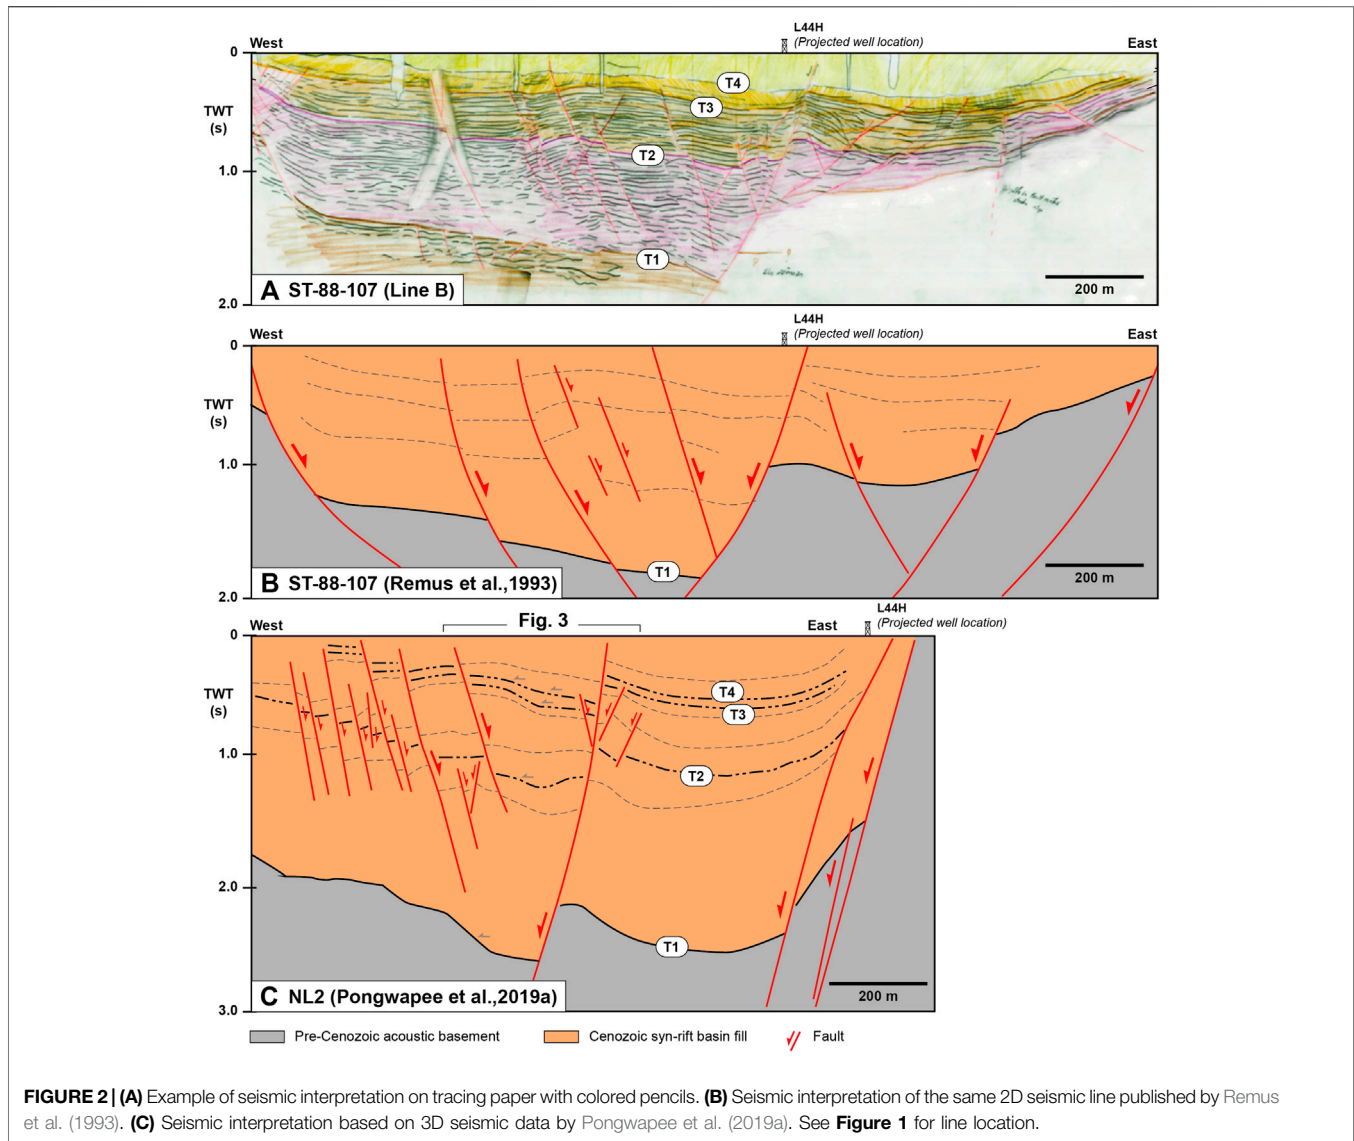 L44H
West
(Projected well location)
East
0
TWT
(s)
1.0
2.0
T4
T3
T2
T1
A ST-88-107 (Line B)
200 m
L44H
West
(Projected well location)
East
0
TWT
(s)
1.0
2.0
T1
B ST-88-107 (Remus et al.,1993)
200 m
L44H
West
Fig. 3
East
(Projected well location)
0
TWT
(s)
1.0
2.0
3.0
T4
T3
T2
T1
C NL2 (Pongwapee et al.,2019a)
200 m
Pre-Cenozoic acoustic basement
Cenozoic syn-rift basin fill
Fault
FIGURE 2 | (A) Example of seismic interpretation on tracing paper with colored pencils. (B) Seismic interpretation of the same 2D seismic line published by Remus
et al. (1993). (C) Seismic interpretation based on 3D seismic data by Pongwapee et al. (2019a). See Figure 1 for line location.